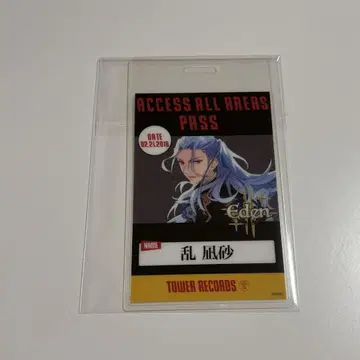 ACCESS ALL AREAS
PASS
DATE
02.21.2018
Eden
NAME
乱 凪砂
TOWER RECORDS